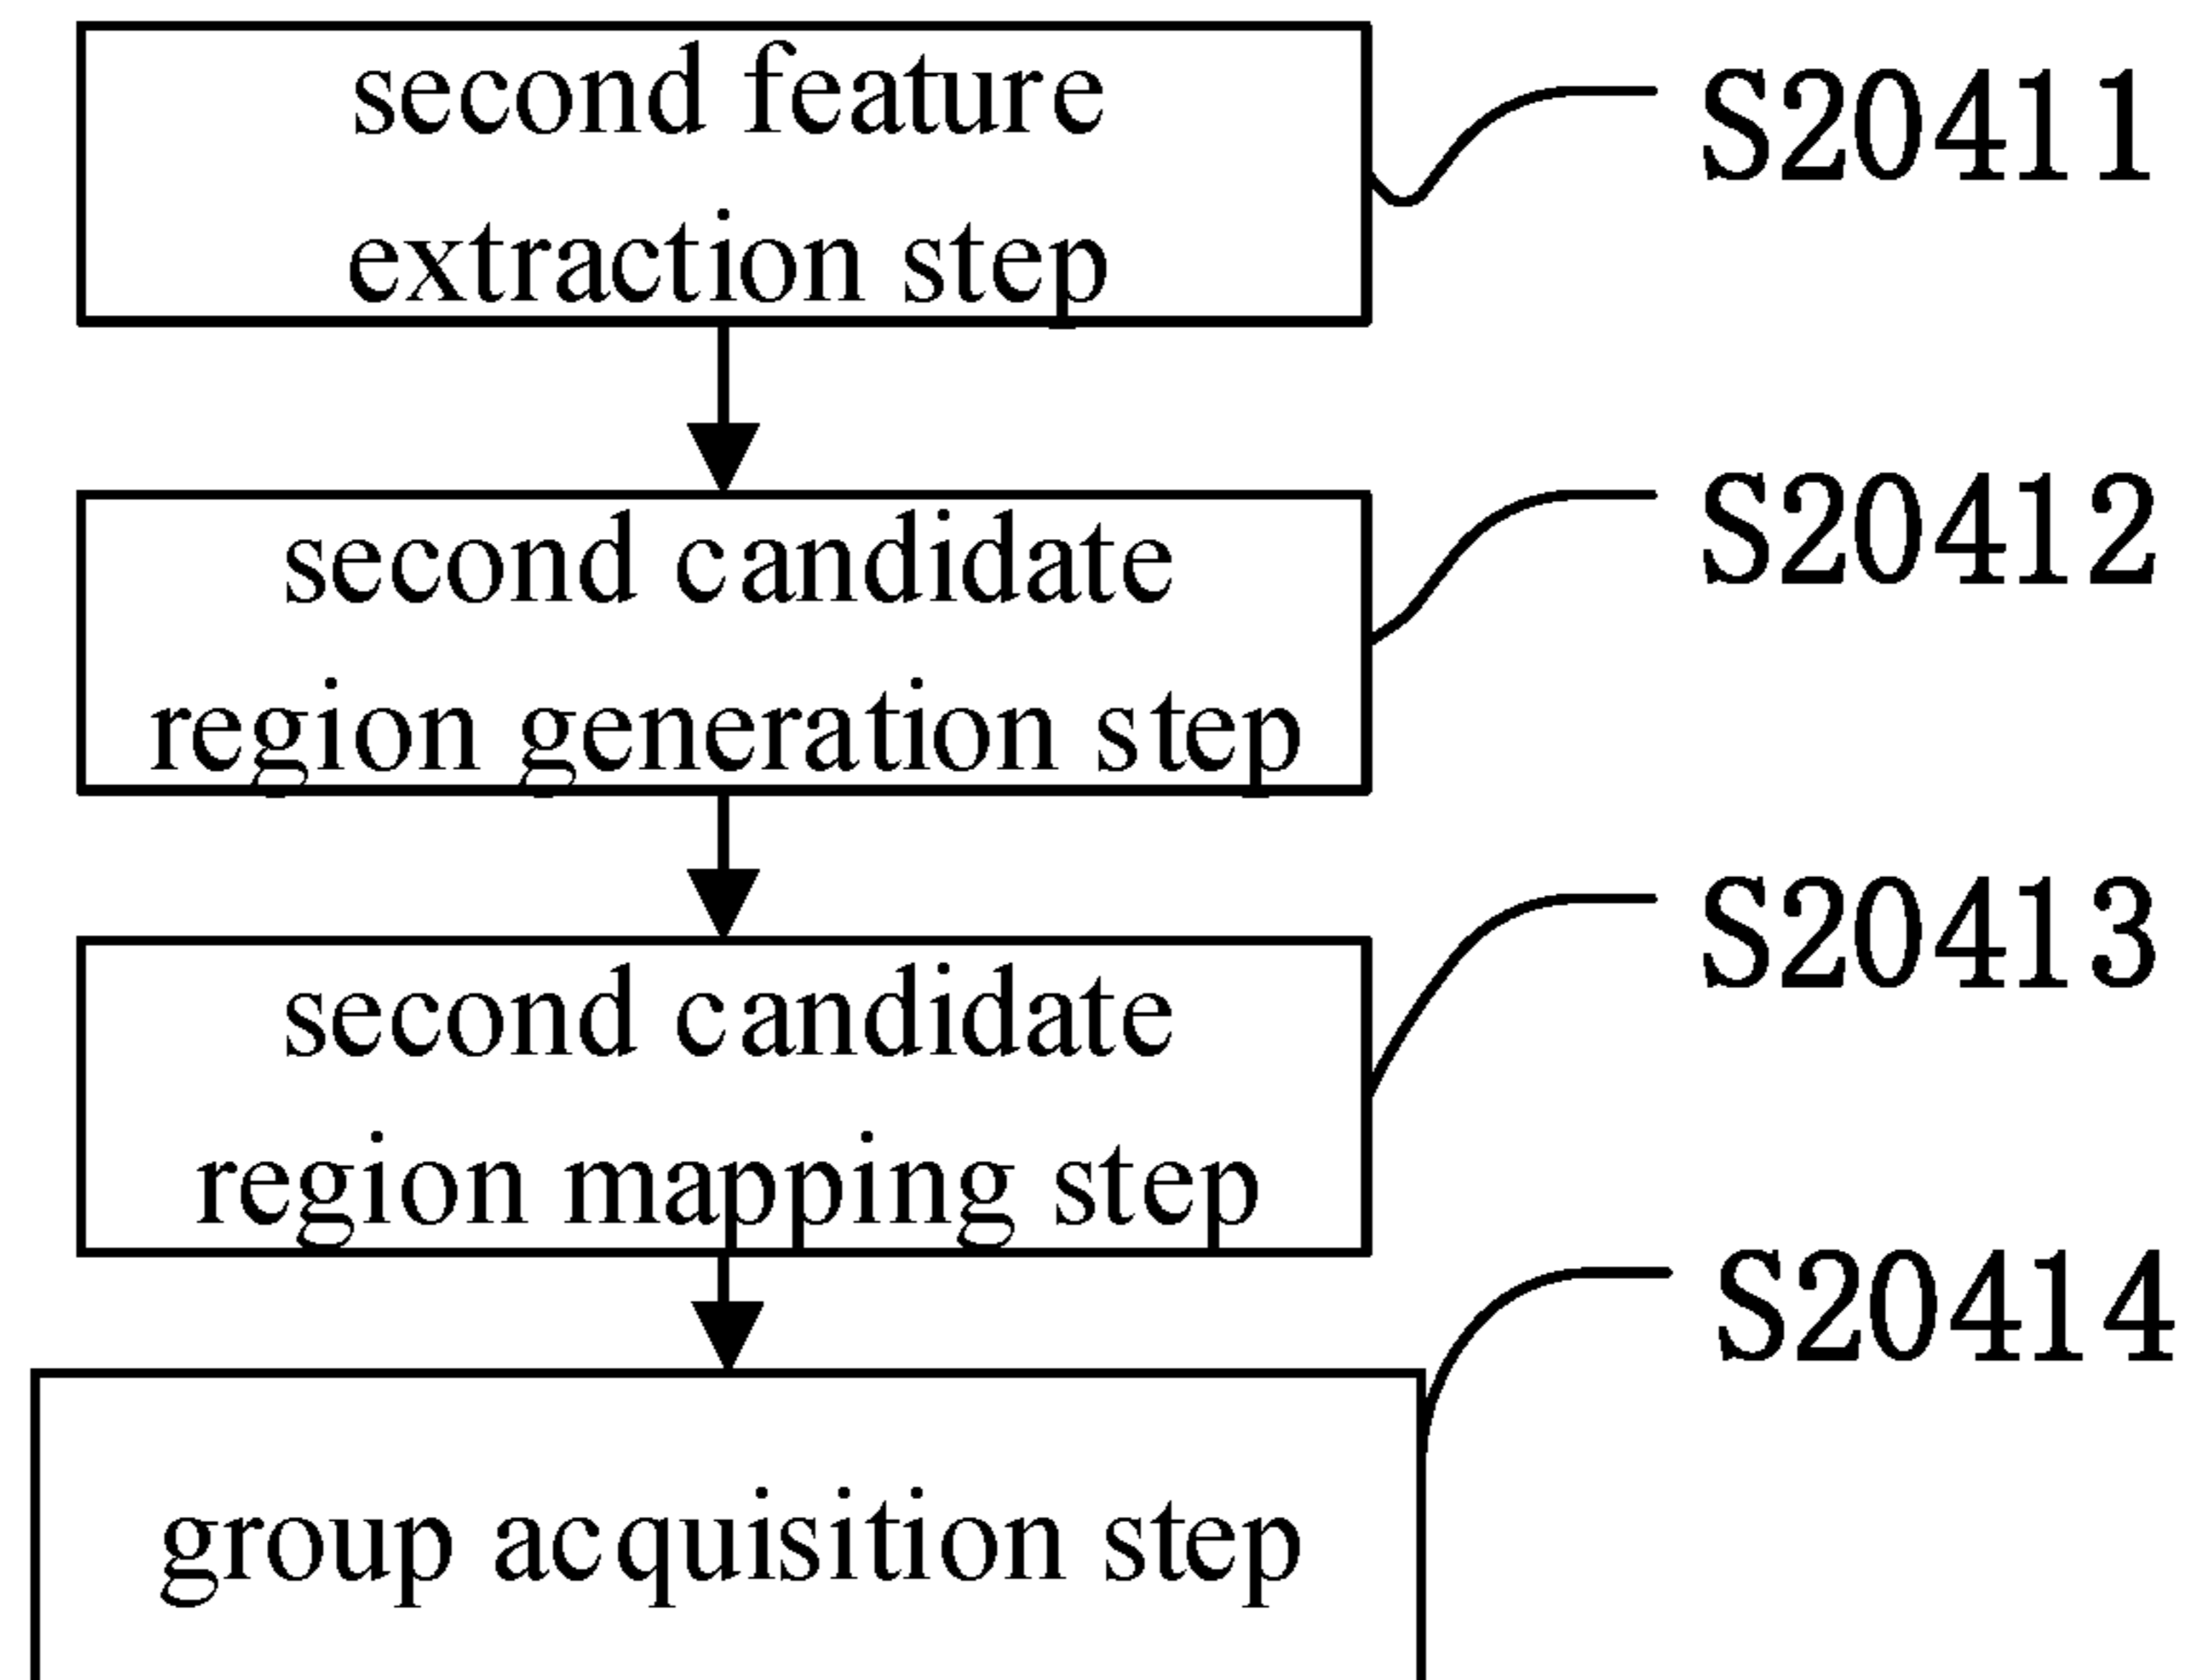 second feature
extraction step
S20411
second candidate
region generation step
S20412
second candidate
region mapping step
S20413
group acquisition step
S20414